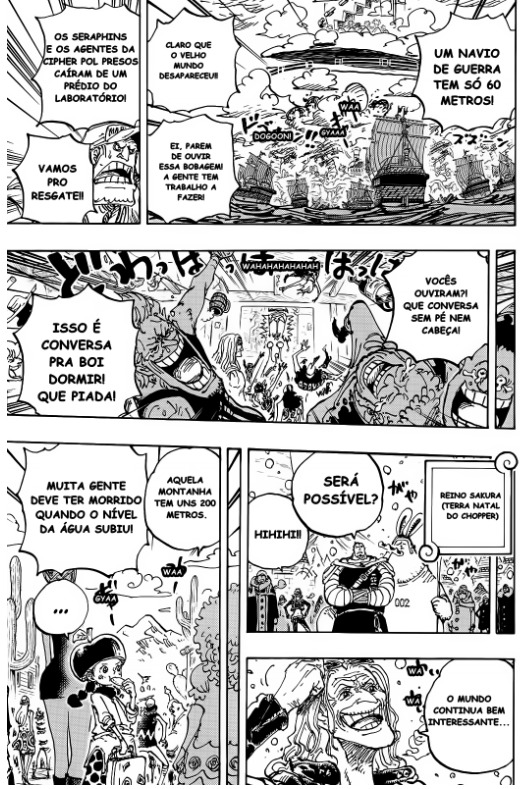 UM NAVIO
DE GUERRA
TEM SÓ 60
METROS!
CLARO QUE
O VELHO
MUNDO
DESAPARECEU!
WAA
GYAAA
DOGOON!
EI, PAREM
DE OUVIR
ESSA BOBAGEM!
A GENTE TEM
TRABALHO A
FAZER!
OS SERAPHINS
E OS AGENTES DA
CIPHER POL PRESOS
CAÍRAM DE UM
PRÉDIO DO
LABORATÓRIO!
VAMOS
PRO
RESGATE!!
VOCÊS
OUVIRAM?!
QUE CONVERSA
SEM PÉ NEM
CABEÇA!
WAHAHAHAHAHAH
ISSO É
CONVERSA
PRA BOI
DORMIR!
QUE PIADA!
REINO SAKURA
(TERRA NATAL
DO CHOPPER)
SERÁ
POSSÍVEL?
HIHIHI!!
002
O MUNDO
CONTINUA BEM
INTERESSANTE...
WA
WA
AQUELA
MONTANHA
TEM UNS 200
METROS.
MUITA GENTE
DEVE TER MORRIDO
QUANDO O NÍVEL
DA ÁGUA SUBIU!
WAA
GYAA
...